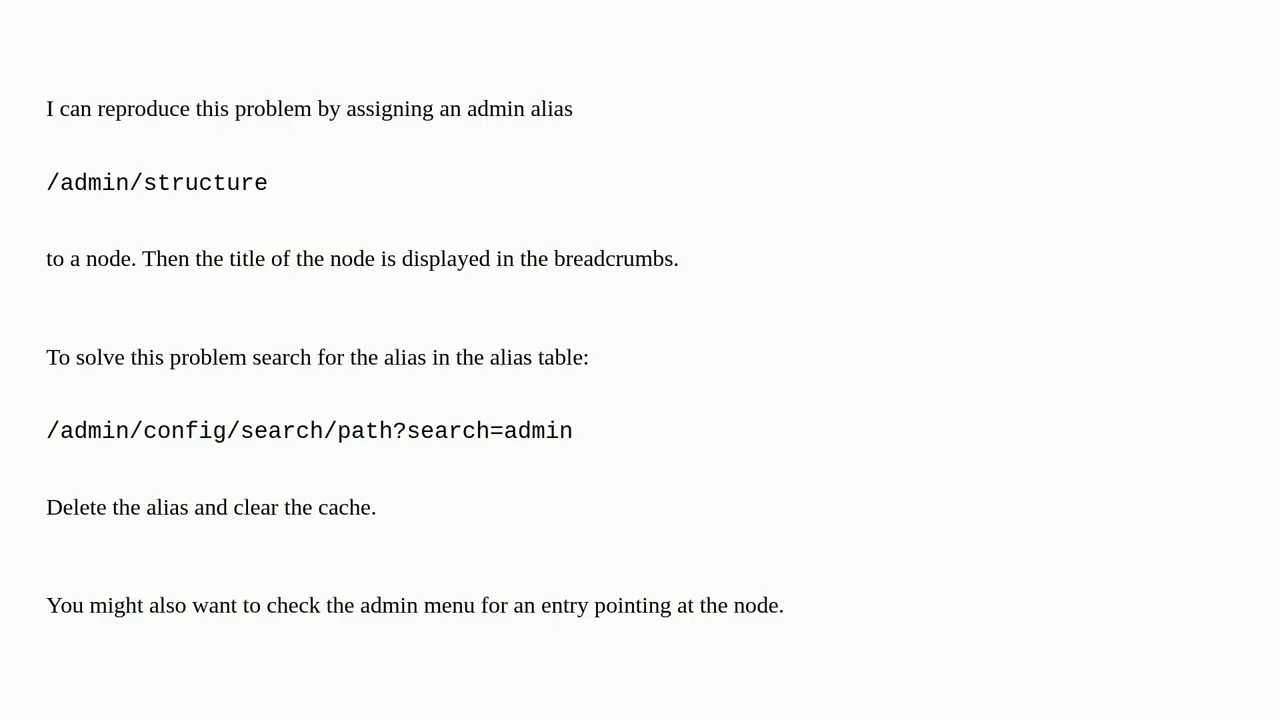 I can reproduce this problem by assigning an admin alias
/admin/structure
to a node. Then the title of the node is displayed in the breadcrumbs.
To solve this problem search for the alias in the alias table:
/admin/config/search/path?search=admin
Delete the alias and clear the cache.
You might also want to check the admin menu for an entry pointing at the node.